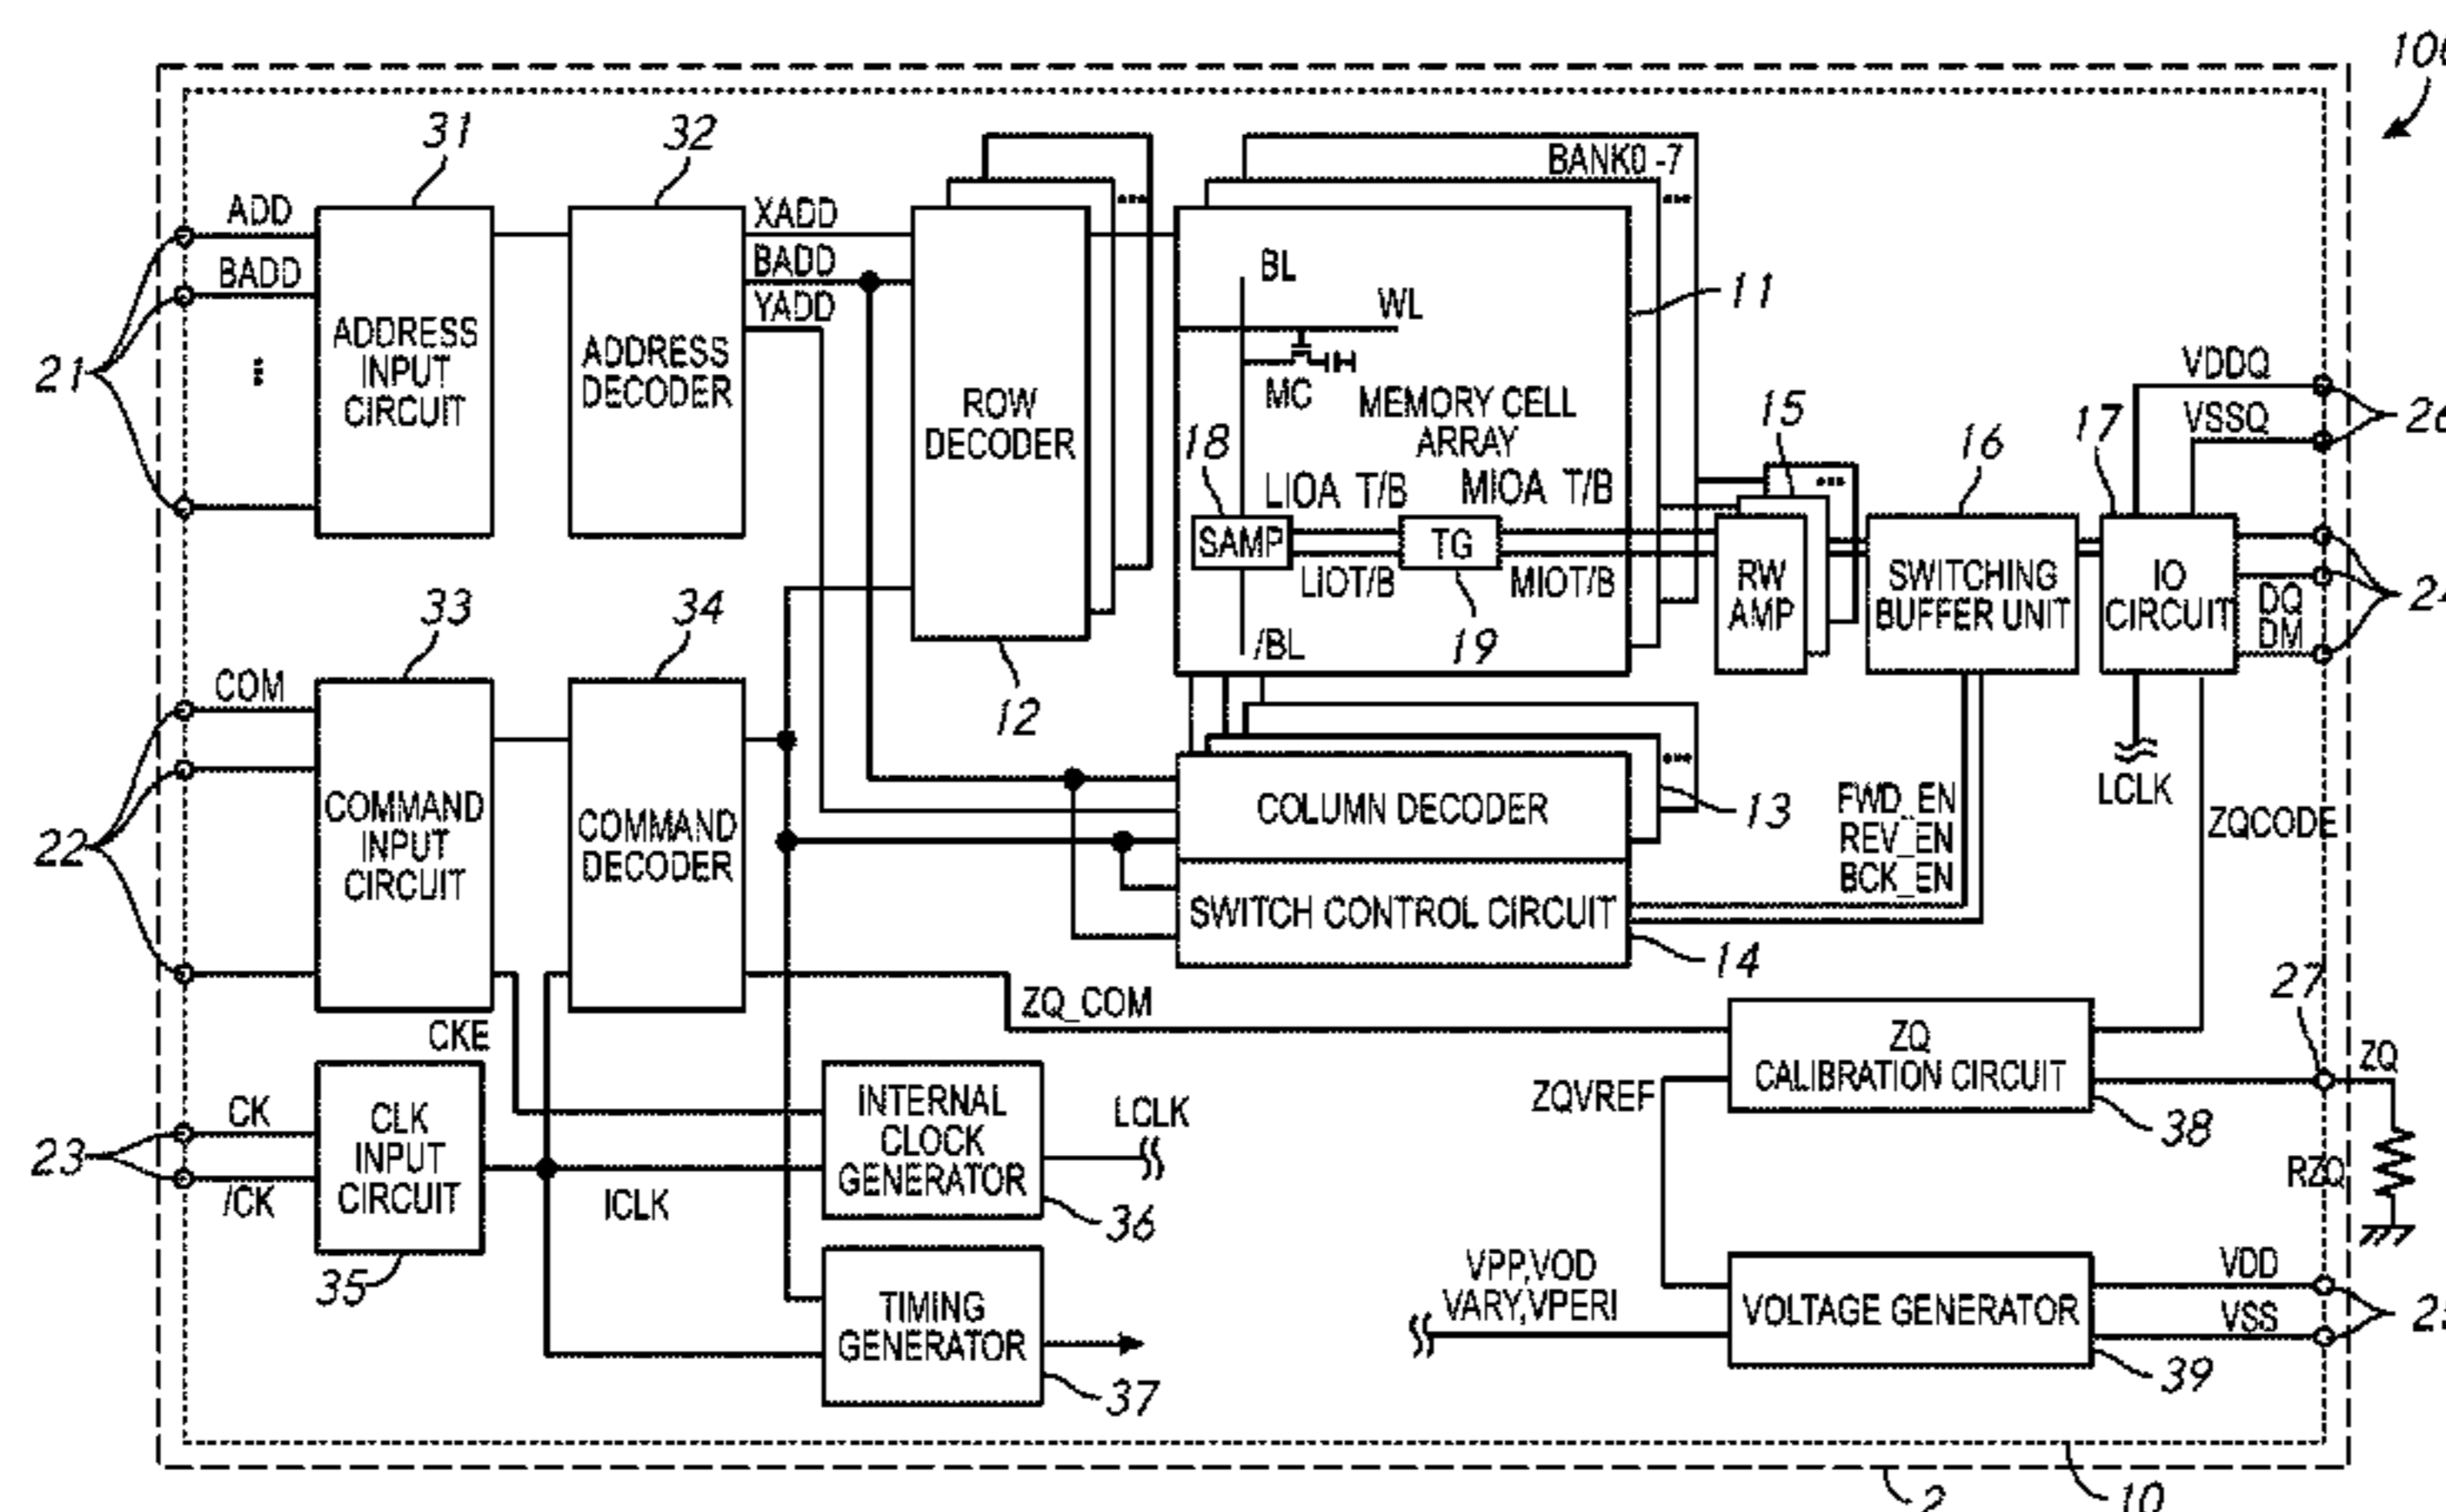 100
31
32
BANK0-7
...
...
ADD
XADD
BADD
BADD
YADD
BL
WL
11
ADDRESS
INPUT
CIRCUIT
ADDRESS
DECODER
ROW
DECODER
MC
MEMORY CELL
ARRAY
VDDQ
VSSQ
26
21
...
18
15
16
17
LIOA T/B
MIOA T/B
...
SAMP
TG
LIOT/B
MIOT/B
RW
AMP
SWITCHING
BUFFER UNIT
IO
CIRCUIT
DQ
DM
24
33
34
/BL
19
12
COM
COMMAND
INPUT
CIRCUIT
COMMAND
DECODER
22
COLUMN DECODER
...
13
SWITCH CONTROL CIRCUIT
14
FWD_EN
REV_EN
BCK_EN
LCLK
ZQCODE
ZQ_COM
CKE
27
ZQ
ZQ
CALIBRATION CIRCUIT
38
ZQVREF
RZQ
CK
/CK
23
CLK
INPUT
CIRCUIT
35
ICLK
INTERNAL
CLOCK
GENERATOR
LCLK
36
TIMING
GENERATOR
37
VPP,VOD
VARY,VPERI
VOLTAGE GENERATOR
VDD
VSS
25
39
2
10